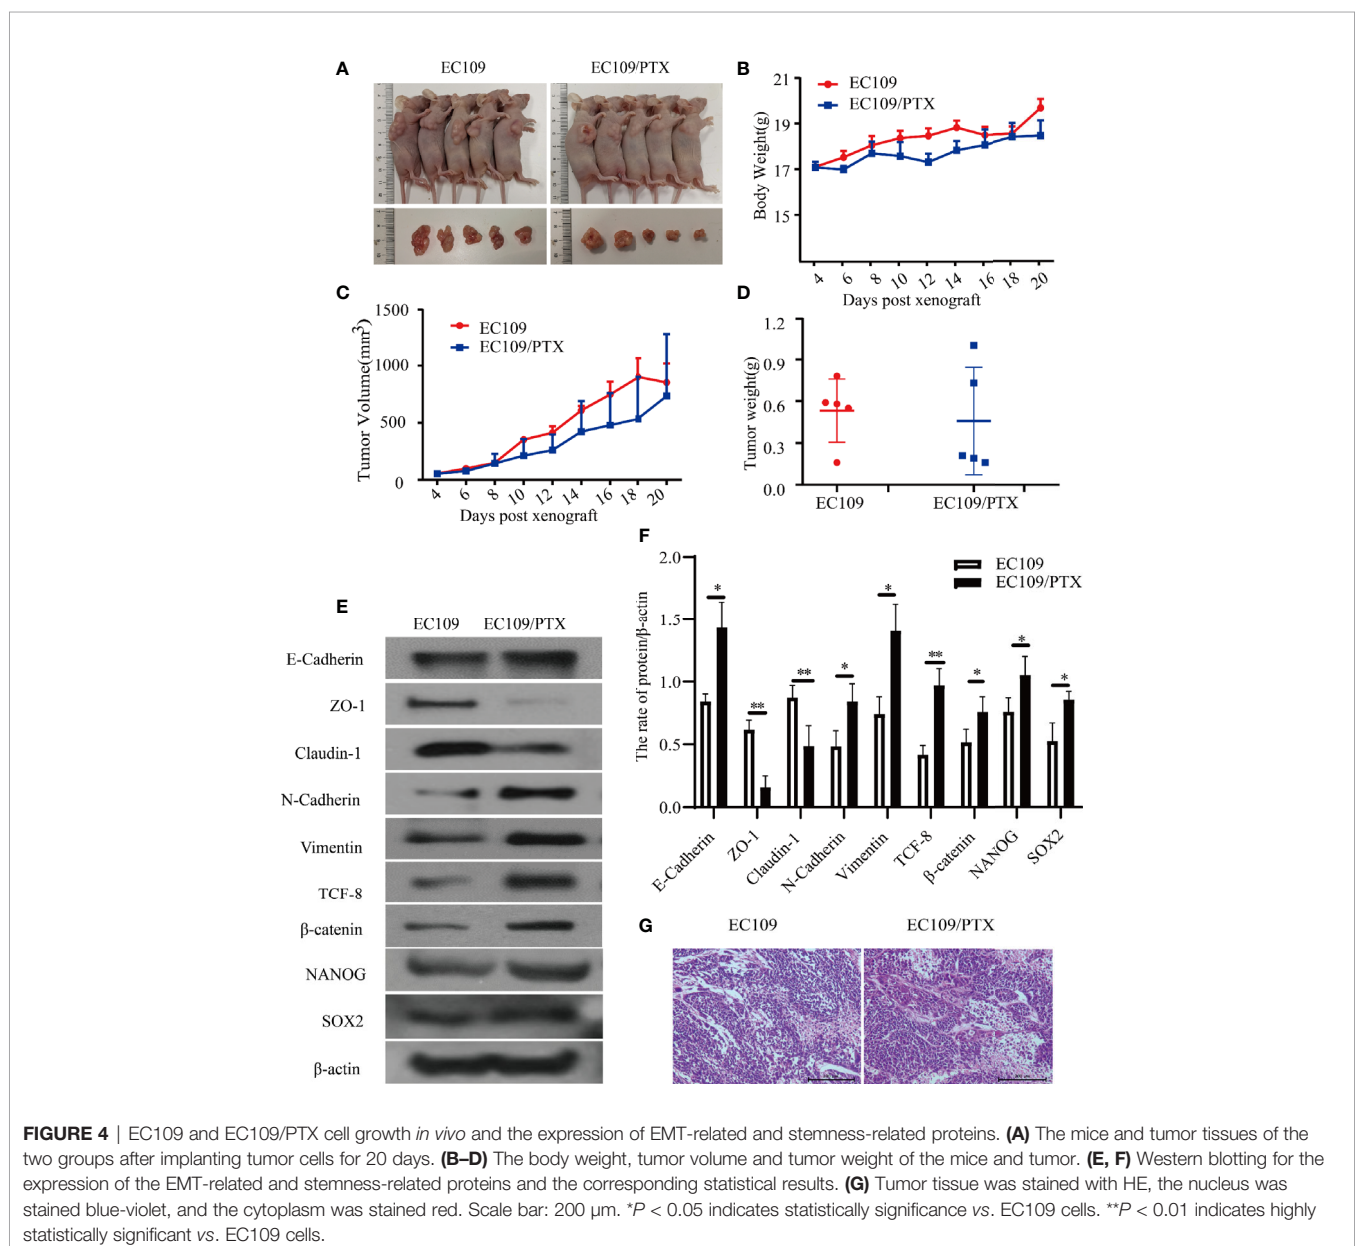 A
EC109
EC109/PTX
B
EC109
EC109/PTX
21
19
17
15
Body Weight(g)
4 6 8 10 12 14 16 18 20
Days post xenograft
C
EC109
EC109/PTX
1500
1000
500
0
Tumor Volume(mm³)
4 6 8 10 12 14 16 18 20
Days post xenograft
D
1.2
0.9
0.6
0.3
0.0
Tumor weight(g)
EC109
EC109/PTX
E
EC109
EC109/PTX
E-Cadherin
ZO-1
Claudin-1
N-Cadherin
Vimentin
TCF-8
β-catenin
NANOG
SOX2
β-actin
F
EC109
EC109/PTX
2.0
1.5
1.0
0.5
0.0
The rate of protein/β-actin
* ** ** * * ** * * *
E-Cadherin
ZO-1
Claudin-1
N-Cadherin
Vimentin
TCF-8
β-catenin
NANOG
SOX2
G
EC109
EC109/PTX
FIGURE 4 | EC109 and EC109/PTX cell growth in vivo and the expression of EMT-related and stemness-related proteins. (A) The mice and tumor tissues of the
two groups after implanting tumor cells for 20 days. (B–D) The body weight, tumor volume and tumor weight of the mice and tumor. (E, F) Western blotting for the
expression of the EMT-related and stemness-related proteins and the corresponding statistical results. (G) Tumor tissue was stained with HE, the nucleus was
stained blue-violet, and the cytoplasm was stained red. Scale bar: 200 μm. *P < 0.05 indicates statistically significance vs. EC109 cells. **P < 0.01 indicates highly
statistically significant vs. EC109 cells.